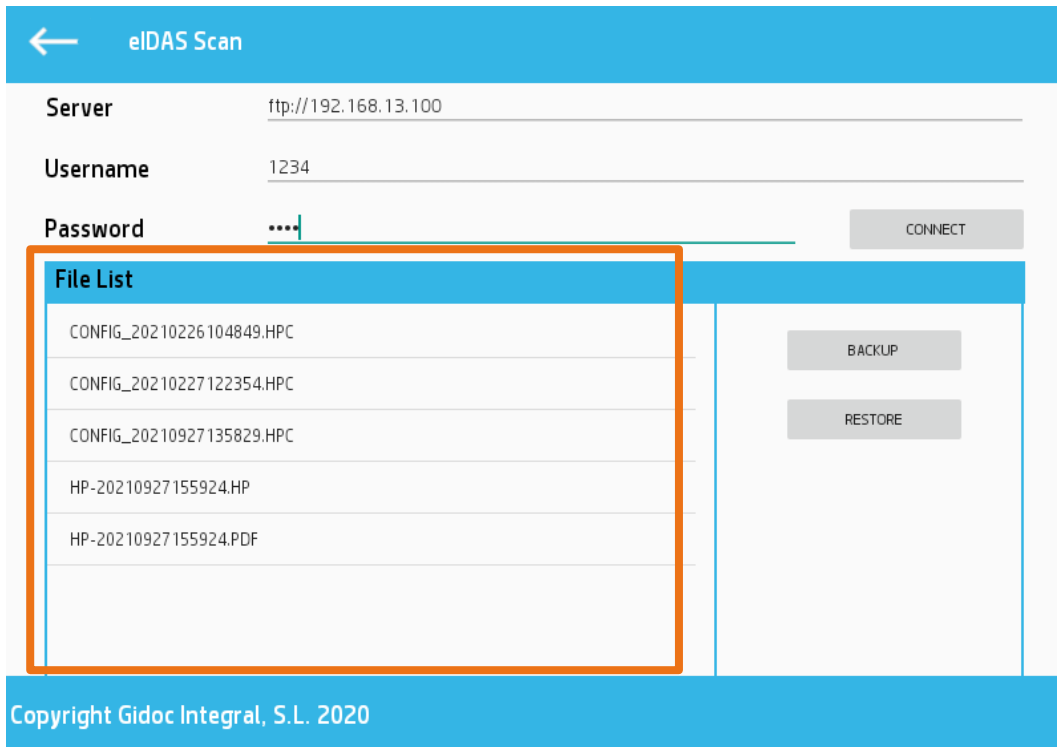 eIDAS Scan
Server ftp://192.168.13.100
Username 1234
Password ••••
CONNECT
File List
CONFIG_20210226104849.HPC
CONFIG_20210227122354.HPC
CONFIG_20210927135829.HPC
HP-20210927155924.HP
HP-20210927155924.PDF
BACKUP
RESTORE
Copyright Gidoc Integral, S.L. 2020